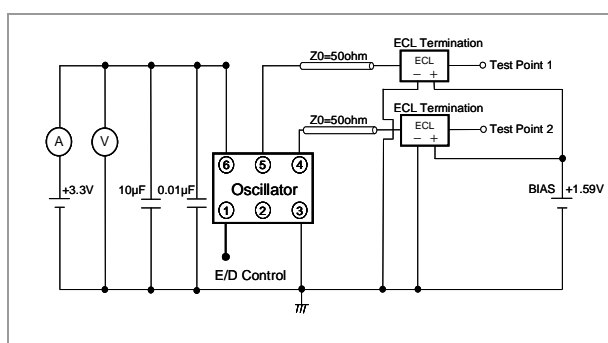 ECL Termination
Z0=50ohm
ECL
− +
Test Point 1
ECL Termination
Z0=50ohm
ECL
− +
Test Point 2
A
V
6
5
4
Oscillator
1
2
3
+3.3V
10µF
0.01µF
BIAS
+1.59V
E/D Control